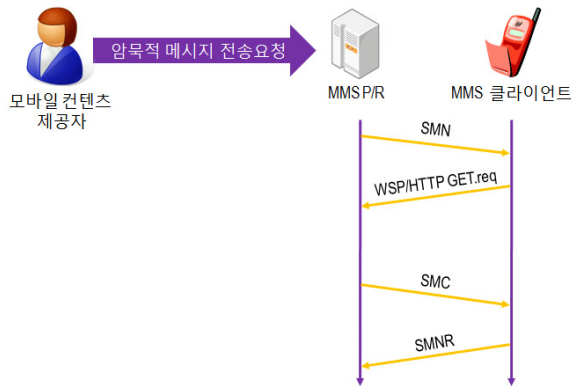 암묵적 메시지 전송요청
모바일 컨텐츠
제공자
MMS P/R
MMS 클라이언트
SMN
WSP/HTTP GET.req
SMC
SMNR